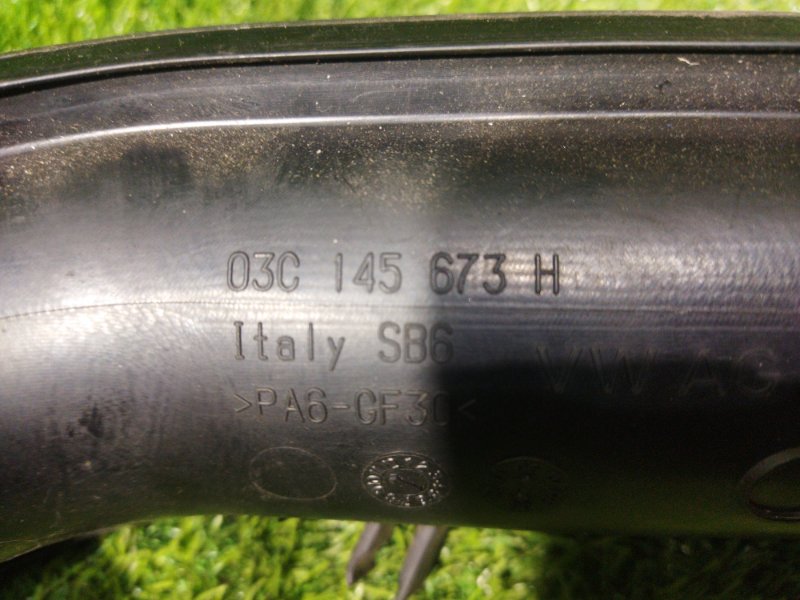 03C 145 673 H
Italy SB6
VW AG
>PA6-GF30<